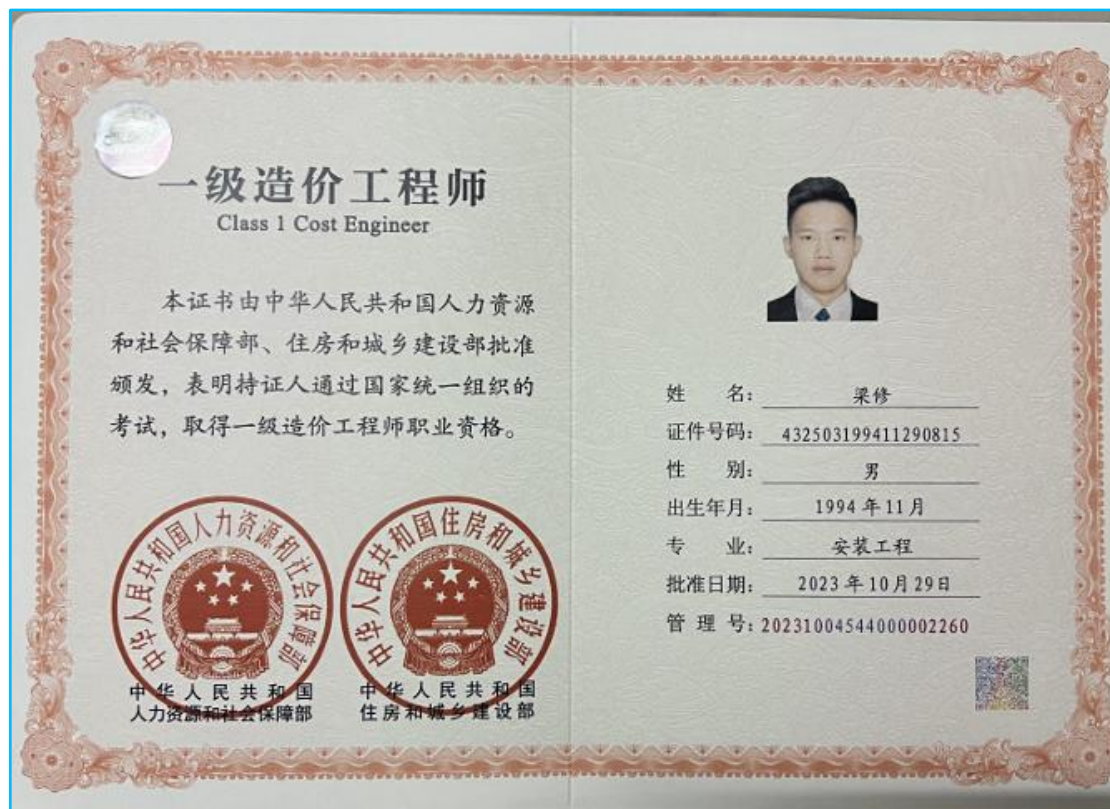 一级造价工程师
Class 1 Cost Engineer
本证书由中华人民共和国人力资源
和社会保障部、住房和城乡建设部批准
颁发，表明持证人通过国家统一组织的
考试，取得一级造价工程师职业资格。
中华人民共和国人力资源和社会保障部
中华人民共和国住房和城乡建设部
中华人民共和国
人力资源和社会保障部
中华人民共和国
住房和城乡建设部
姓 名：梁修
证件号码：432503199411290815
性 别：男
出生年月：1994年11月
专 业：安装工程
批准日期：2023年10月29日
管 理 号：20231004544000002260